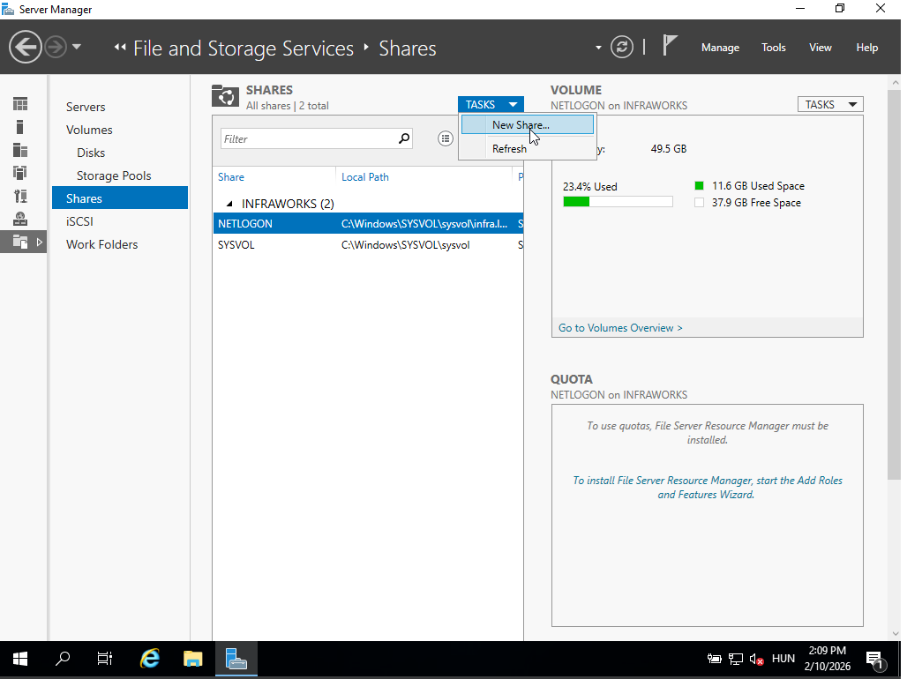 Server Manager
File and Storage Services
Shares
Manage
Tools
View
Help
Servers
Volumes
Disks
Storage Pools
Shares
iSCSI
Work Folders
SHARES
All shares | 2 total
TASKS
New Share...
Refresh
Filter
Share
Local Path
P
INFRAWORKS (2)
NETLOGON
C:\Windows\SYSVOL\sysvol\infra.l...
S
SYSVOL
C:\Windows\SYSVOL\sysvol
S
VOLUME
NETLOGON on INFRAWORKS
TASKS
y:
49.5 GB
23.4% Used
11.6 GB Used Space
37.9 GB Free Space
Go to Volumes Overview >
QUOTA
NETLOGON on INFRAWORKS
To use quotas, File Server Resource Manager must be
installed.
To install File Server Resource Manager, start the Add Roles
and Features Wizard.
HUN
2:09 PM
2/10/2026
1